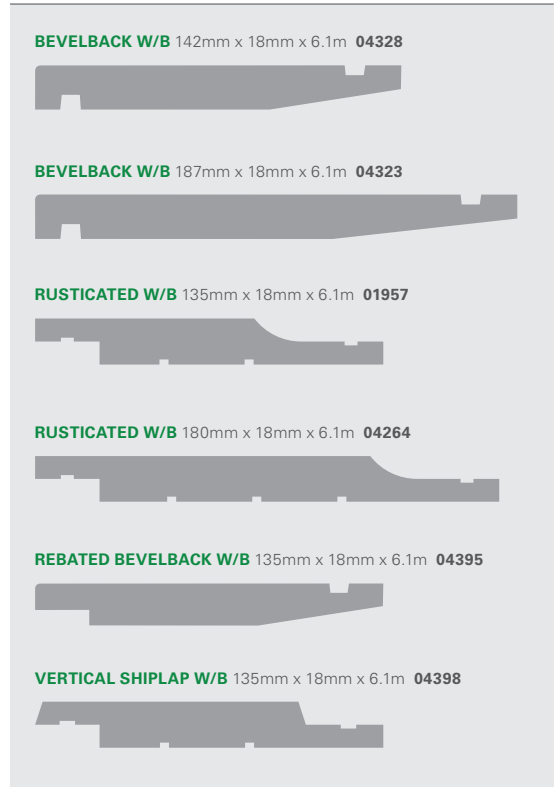 BEVELBACK W/B 142mm x 18mm x 6.1m 04328
BEVELBACK W/B 187mm x 18mm x 6.1m 04323
RUSTICATED W/B 135mm x 18mm x 6.1m 01957
RUSTICATED W/B 180mm x 18mm x 6.1m 04264
REBATED BEVELBACK W/B 135mm x 18mm x 6.1m 04395
VERTICAL SHIPLAP W/B 135mm x 18mm x 6.1m 04398